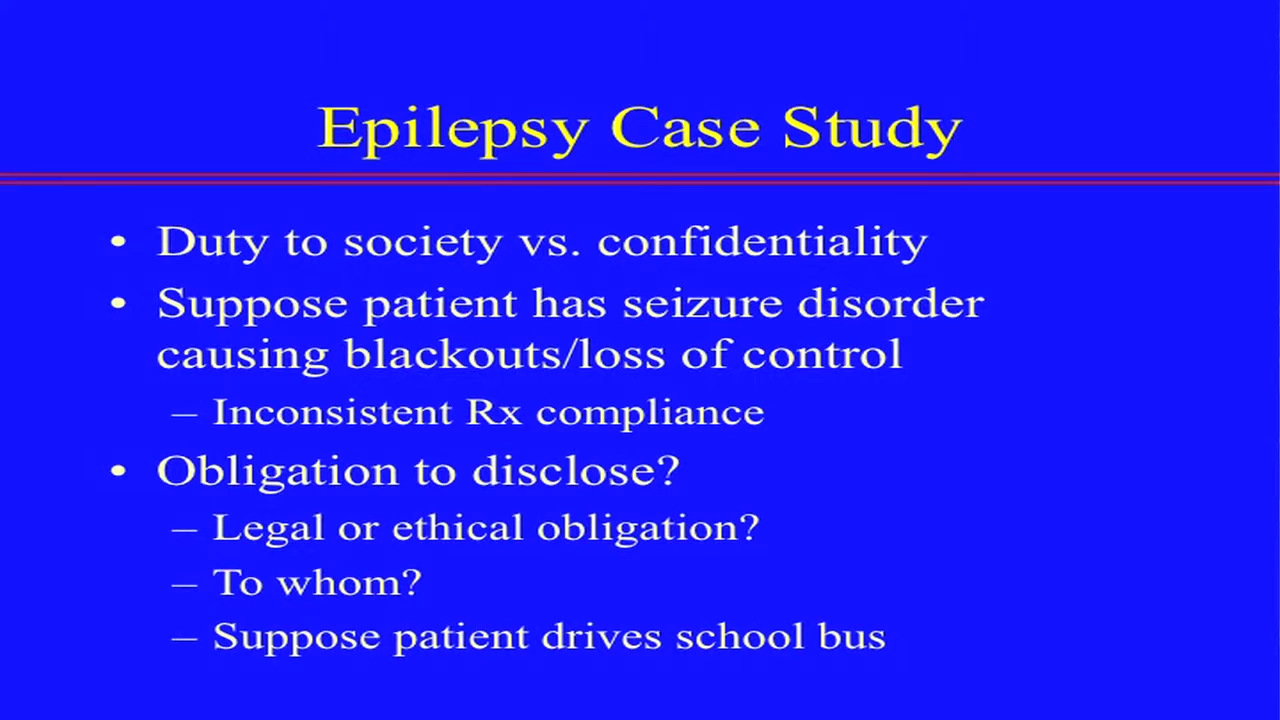 Epilepsy Case Study
• Duty to society vs. confidentiality
• Suppose patient has seizure disorder
causing blackouts/loss of control
– Inconsistent Rx compliance
• Obligation to disclose?
– Legal or ethical obligation?
– To whom?
– Suppose patient drives school bus